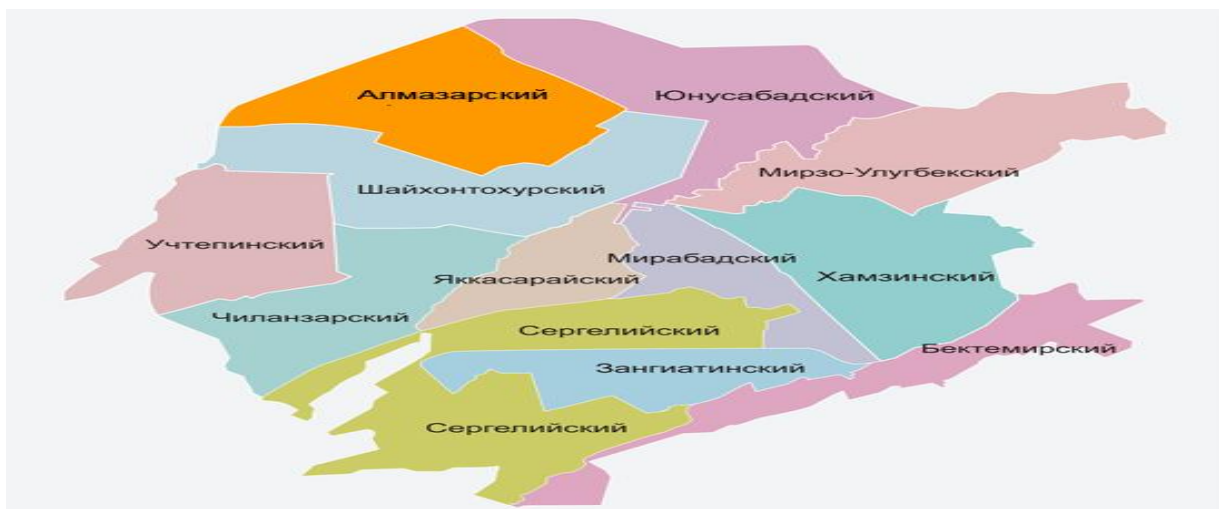 Алмазарский
Юнусабадский
Мирзо-Улугбекский
Шайхонтохурский
Учтепинский
Мирабадский
Яккасарайский
Хамзинский
Чиланзарский
Сергелийский
Бектемирский
Зангиатинский
Сергелийский